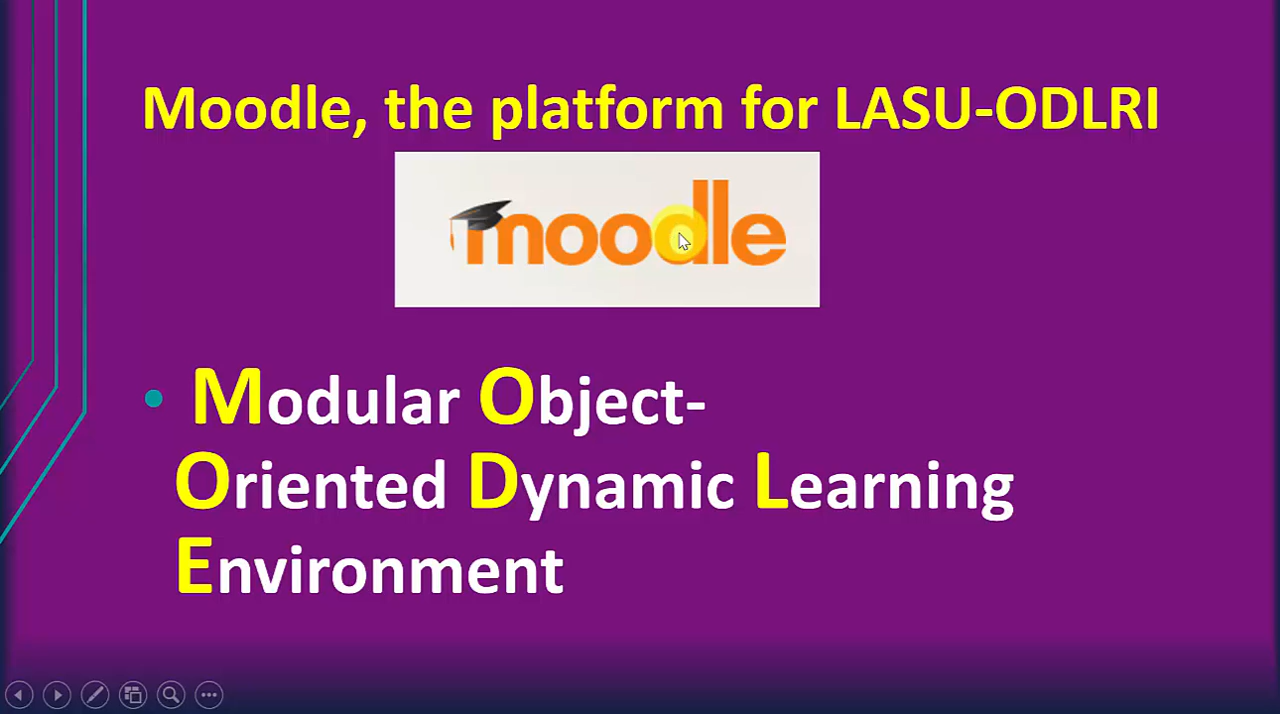 Moodle, the platform for LASU-ODLRI
moodle
• Modular Object-
Oriented Dynamic Learning
Environment